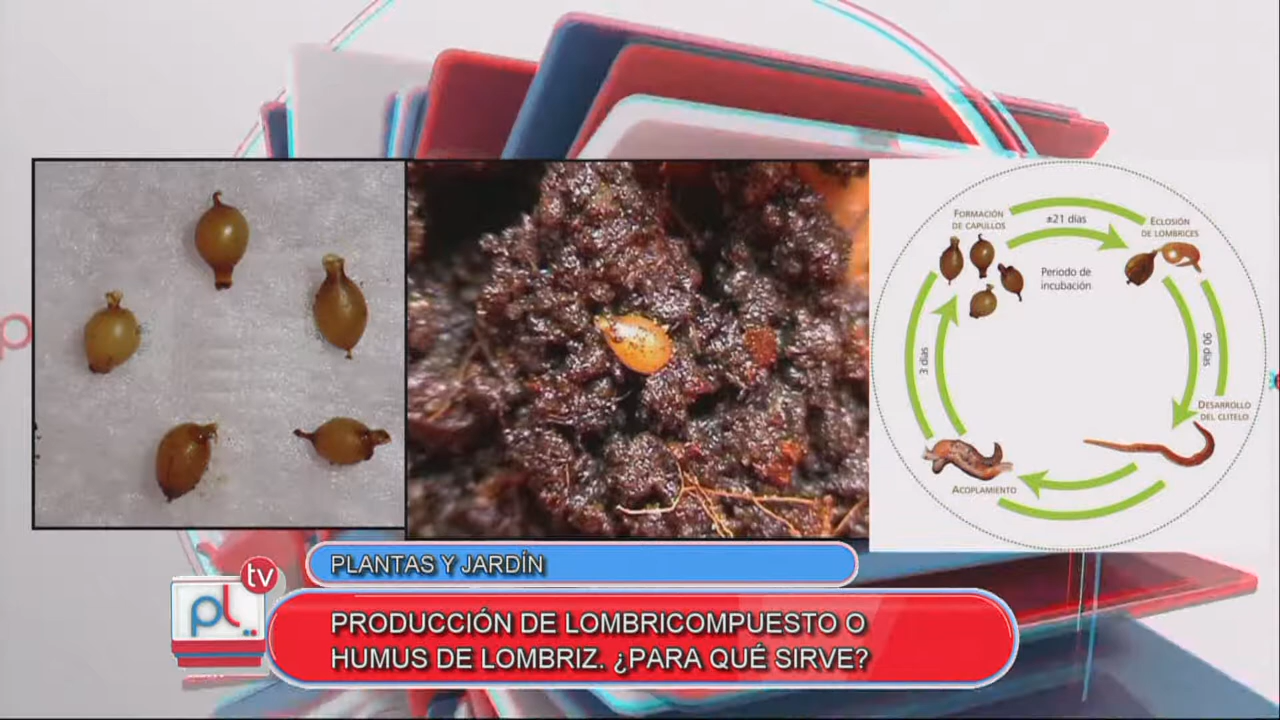 FORMACIÓN
DE CAPULLOS
±21 días
ECLOSIÓN
DE LOMBRICES
Periodo de
incubación
90 días
3 días
DESARROLLO
DEL CLITELO
ACOPLAMIENTO
PLANTAS Y JARDÍN
tv
pl..
PRODUCCIÓN DE LOMBRICOMPUESTO O
HUMUS DE LOMBRIZ. ¿PARA QUÉ SIRVE?